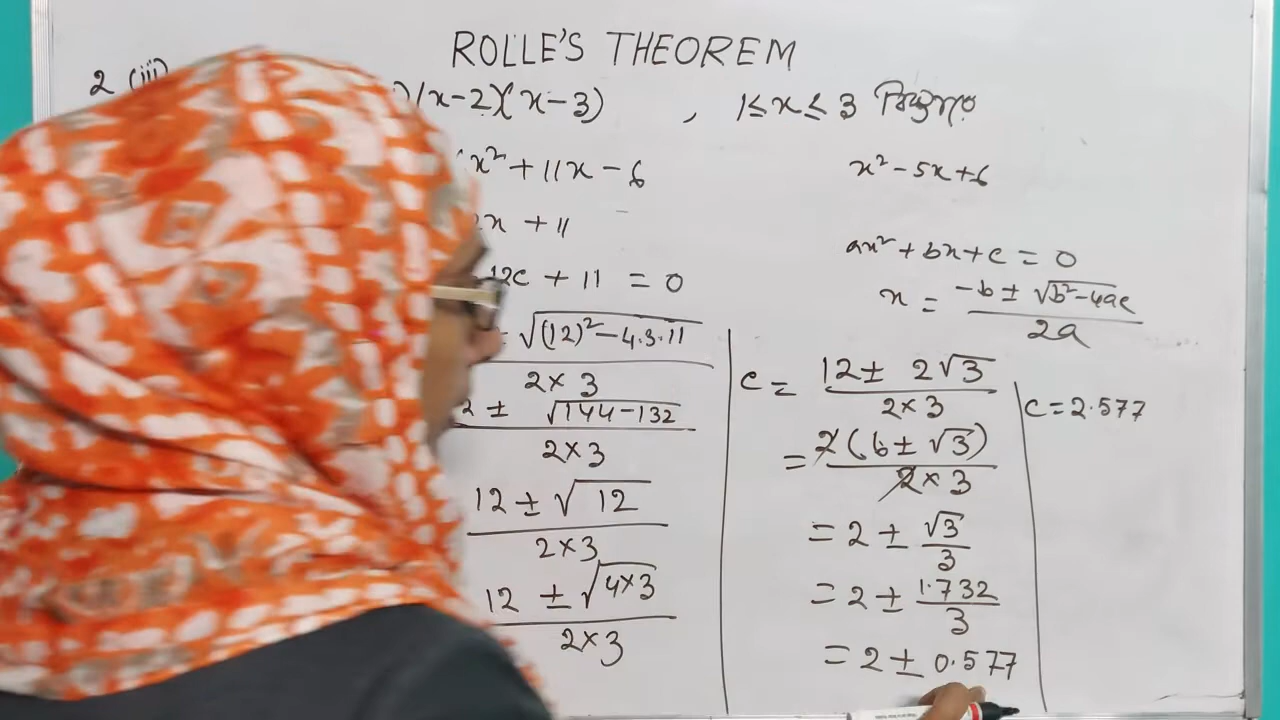 ROLLE'S THEOREM
2 (iii)
)(x-2)(x-3) , 1≤x≤3
x² + 11x - 6
x + 11
12c + 11 = 0
√(12)² - 4.3.11
2×3
2 ± √144-132
2×3
12 ± √12
2×3
12 ± √4×3
2×3
x² - 5x + 6
ax² + bx + c = 0
x = -b ± √b²-4ac
2a
c = 12 ± 2√3
2×3
= 2(6 ± √3)
2×3
= 2 ± √3
3
= 2 ± 1.732
3
= 2 ± 0.577
c = 2.577